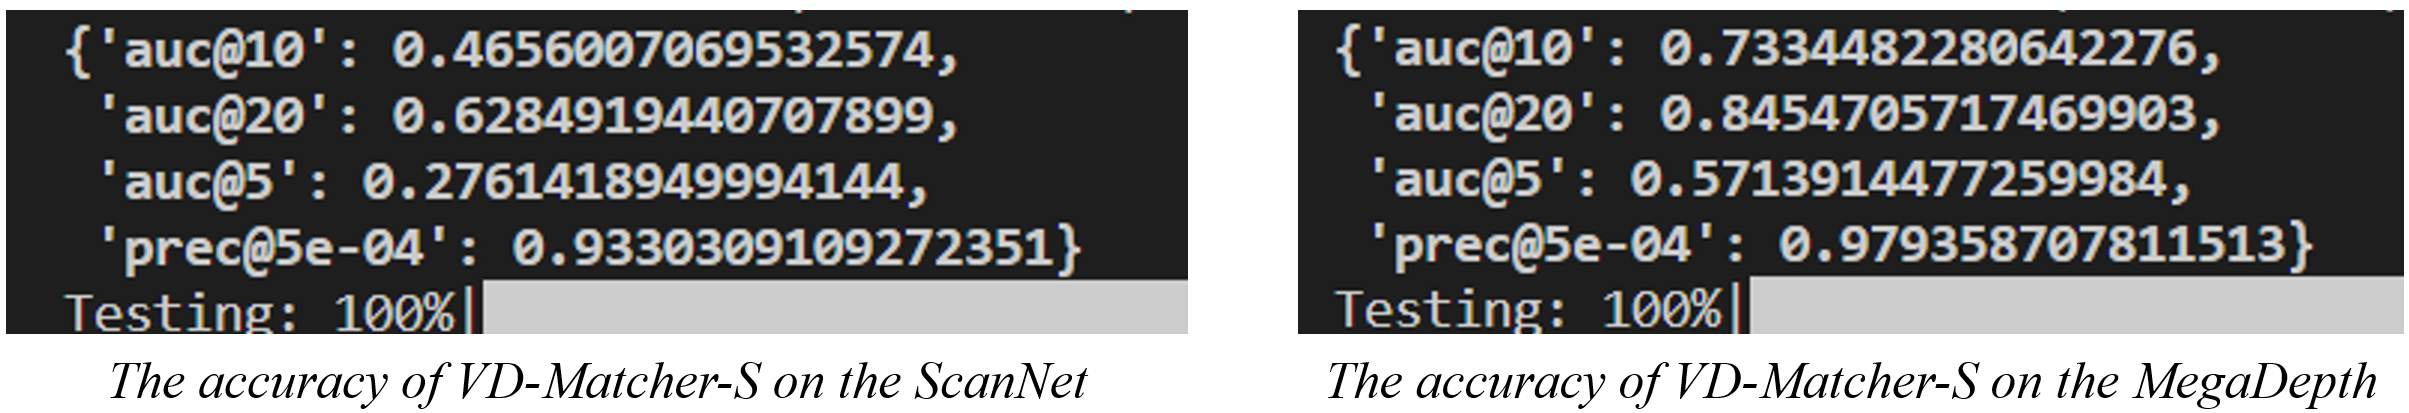 {'auc@10': 0.4656007069532574,
'auc@20': 0.6284919440707899,
'auc@5': 0.2761418949994144,
'prec@5e-04': 0.9330309109272351}
Testing: 100%|
The accuracy of VD-Matcher-S on the ScanNet
{'auc@10': 0.7334482280642276,
'auc@20': 0.8454705717469903,
'auc@5': 0.5713914477259984,
'prec@5e-04': 0.979358707811513}
Testing: 100%|
The accuracy of VD-Matcher-S on the MegaDepth